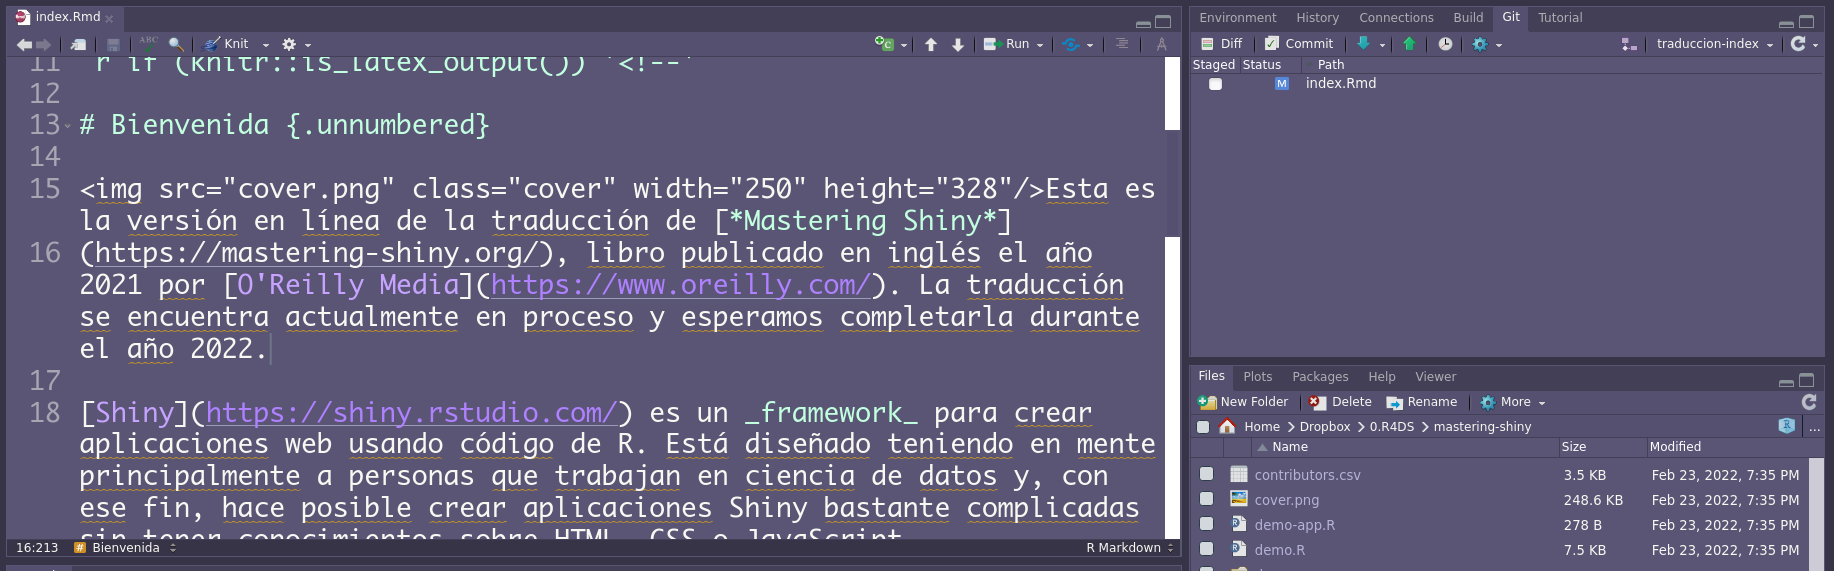 index.Rmd
ABC
Knit
Run
11 `r if (knitr::is_latex_output()) '<!--'
12
13 # Bienvenida {.unnumbered}
14
15 <img src="cover.png" class="cover" width="250" height="328"/>Esta es
la versión en línea de la traducción de [*Mastering Shiny*]
16 (https://mastering-shiny.org/), libro publicado en inglés el año
2021 por [O'Reilly Media](https://www.oreilly.com/). La traducción
se encuentra actualmente en proceso y esperamos completarla durante
el año 2022.
17
18 [Shiny](https://shiny.rstudio.com/) es un _framework_ para crear
aplicaciones web usando código de R. Está diseñado teniendo en mente
principalmente a personas que trabajan en ciencia de datos y, con
ese fin, hace posible crear aplicaciones Shiny bastante complicadas
sin tener conocimientos sobre HTML, CSS o JavaScript.
16:213 # Bienvenida R Markdown
Environment History Connections Build Git Tutorial
Diff Commit traduccion-index
Staged Status Path
M index.Rmd
Files Plots Packages Help Viewer
New Folder Delete Rename More
Home Dropbox 0.R4DS mastering-shiny R ...
Name Size Modified
contributors.csv 3.5 KB Feb 23, 2022, 7:35 PM
cover.png 248.6 KB Feb 23, 2022, 7:35 PM
demo-app.R 278 B Feb 23, 2022, 7:35 PM
demo.R 7.5 KB Feb 23, 2022, 7:35 PM